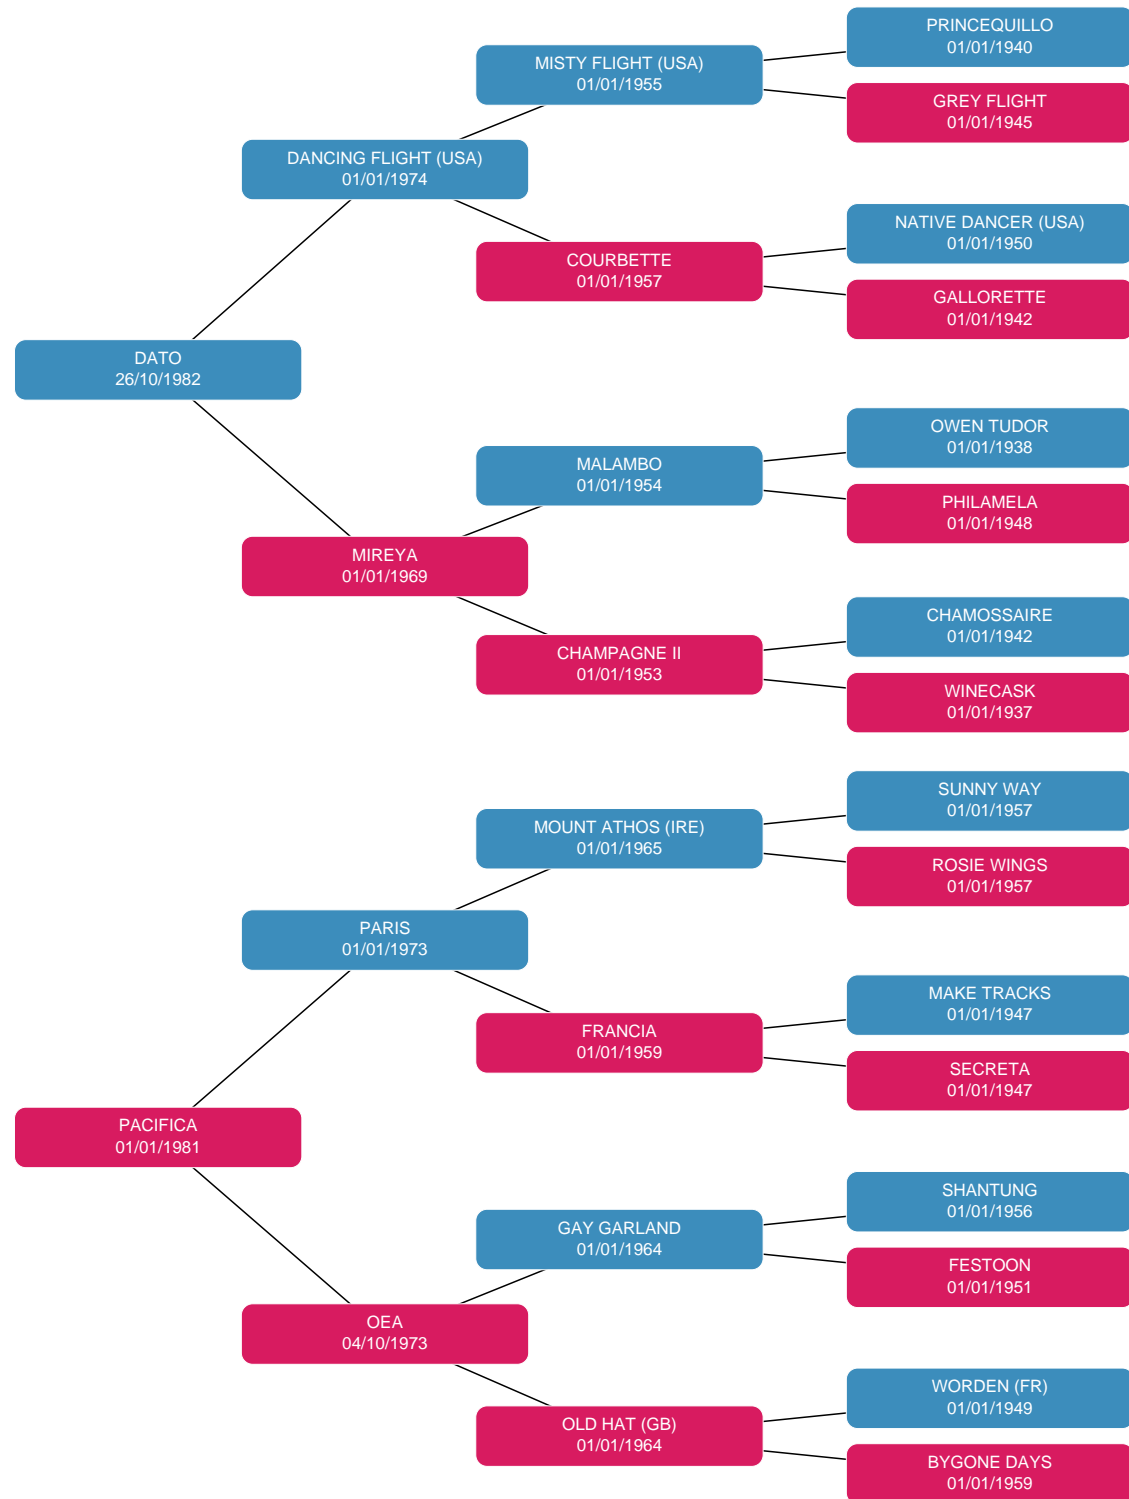 PRINCEQUILLO
01/01/1940
MISTY FLIGHT (USA)
01/01/1955
GREY FLIGHT
01/01/1945
DANCING FLIGHT (USA)
01/01/1974
NATIVE DANCER (USA)
01/01/1950
COURBETTE
01/01/1957
GALLORETTE
01/01/1942
DATO
26/10/1982
OWEN TUDOR
01/01/1938
MALAMBO
01/01/1954
PHILAMELA
01/01/1948
MIREYA
01/01/1969
CHAMOSSAIRE
01/01/1942
CHAMPAGNE II
01/01/1953
WINECASK
01/01/1937
SUNNY WAY
01/01/1957
MOUNT ATHOS (IRE)
01/01/1965
ROSIE WINGS
01/01/1957
PARIS
01/01/1973
MAKE TRACKS
01/01/1947
FRANCIA
01/01/1959
SECRETA
01/01/1947
PACIFICA
01/01/1981
SHANTUNG
01/01/1956
GAY GARLAND
01/01/1964
FESTOON
01/01/1951
OEA
04/10/1973
WORDEN (FR)
01/01/1949
OLD HAT (GB)
01/01/1964
BYGONE DAYS
01/01/1959